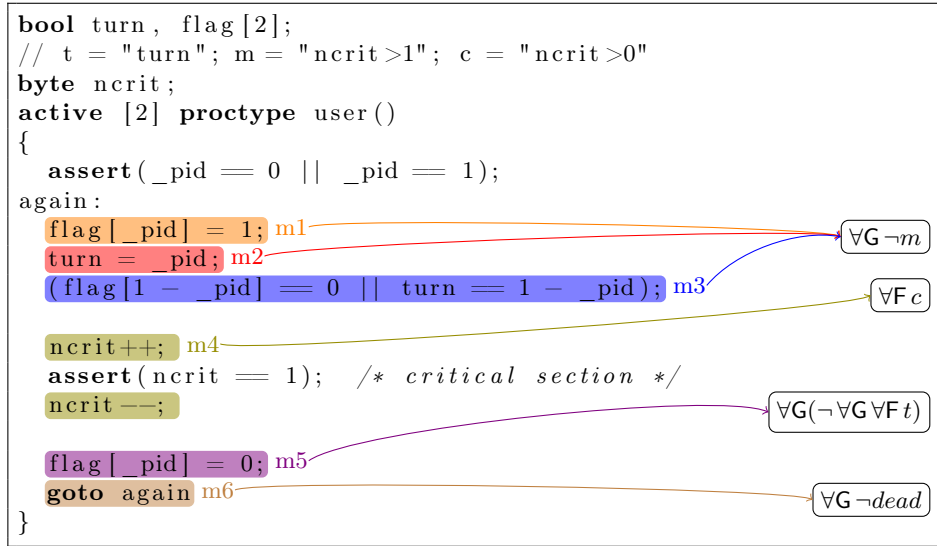 bool turn, flag[2];
// t = "turn"; m = "ncrit>1"; c = "ncrit>0"
byte ncrit;
active [2] proctype user()
{
assert(_pid == 0 || _pid == 1);
again:
flag[_pid] = 1; m1
∀G ¬m
turn = _pid; m2
(flag[1 - _pid] == 0 || turn == 1 - _pid); m3
∀F c
ncrit++; m4
assert(ncrit == 1); /* critical section */
ncrit--;
∀G(¬ ∀G ∀F t)
flag[_pid] = 0; m5
goto again m6
∀G ¬dead
}